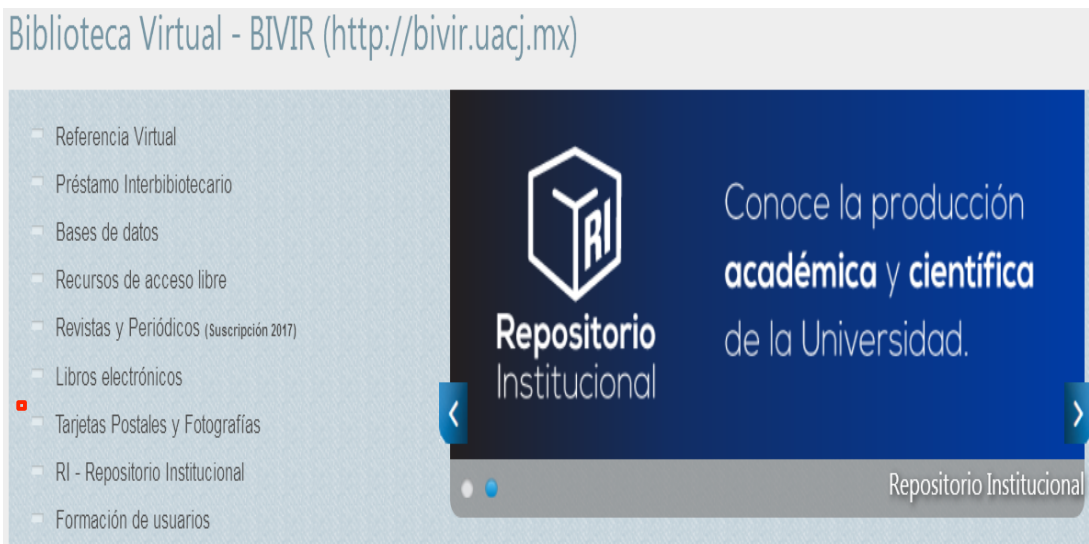 Biblioteca Virtual - BIVIR (http://bivir.uacj.mx)
Referencia Virtual
Préstamo Interbibiotecario
Bases de datos
Recursos de acceso libre
Revistas y Periódicos (Suscripción 2017)
Libros electrónicos
Tarjetas Postales y Fotografías
RI - Repositorio Institucional
Formación de usuarios
RI
Repositorio
Institucional
Conoce la producción
académica y científica
de la Universidad.
Repositorio Institucional